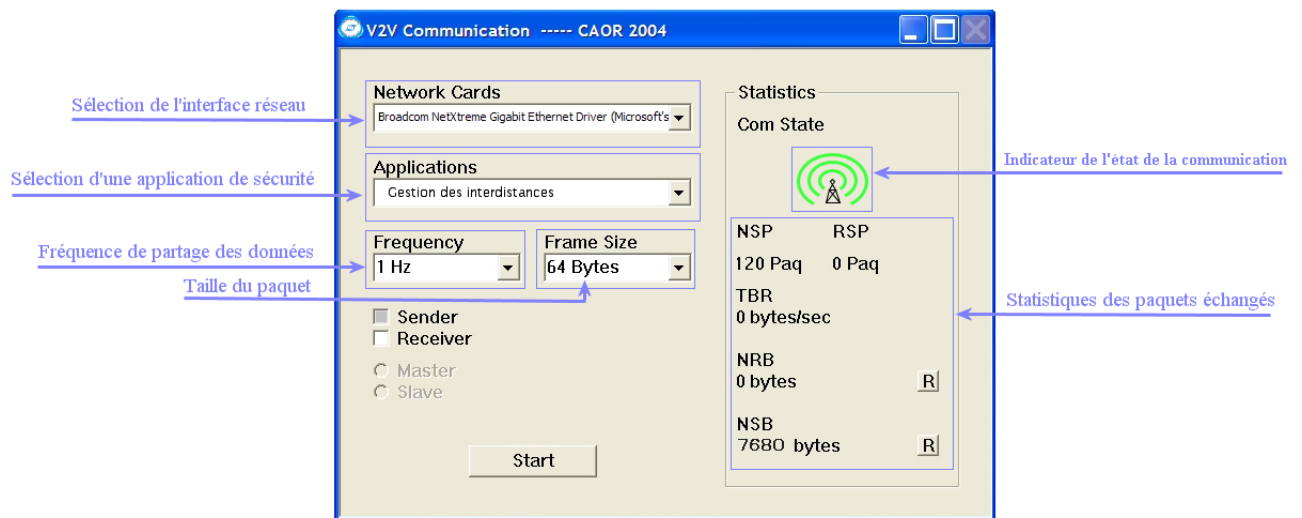 V2V Communication ----- CAOR 2004
Sélection de l'interface réseau
Network Cards
Broadcom NetXtreme Gigabit Ethernet Driver (Microsoft's
Sélection d'une application de sécurité
Applications
Gestion des interdistances
Fréquence de partage des données
Frequency
1 Hz
Frame Size
64 Bytes
Taille du paquet
Sender
Receiver
Master
Slave
Start
Statistics
Com State
Indicateur de l'état de la communication
NSP RSP
120 Paq 0 Paq
TBR
0 bytes/sec
Statistiques des paquets échangés
NRB
0 bytes R
NSB
7680 bytes R